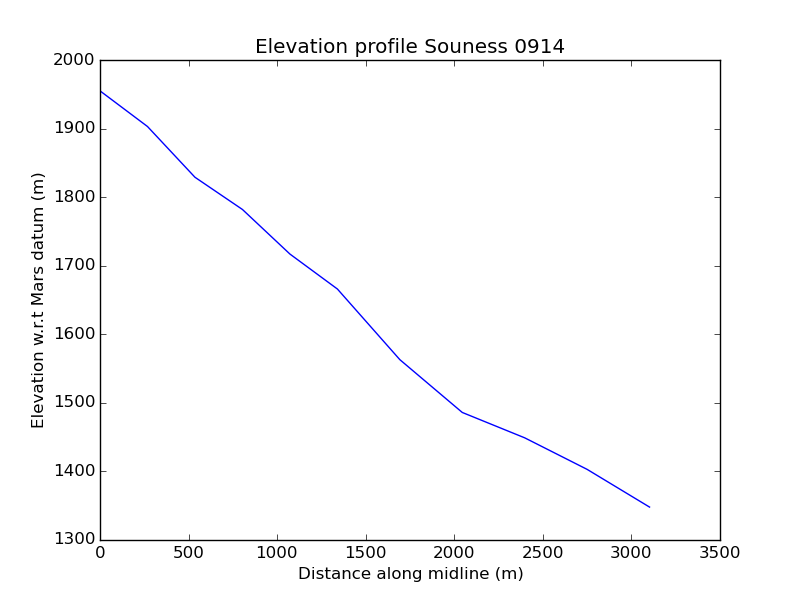 Elevation profile Souness 0914
2000
1900
1800
1700
1600
1500
1400
1300
Elevation w.r.t Mars datum (m)
0 500 1000 1500 2000 2500 3000 3500
Distance along midline (m)